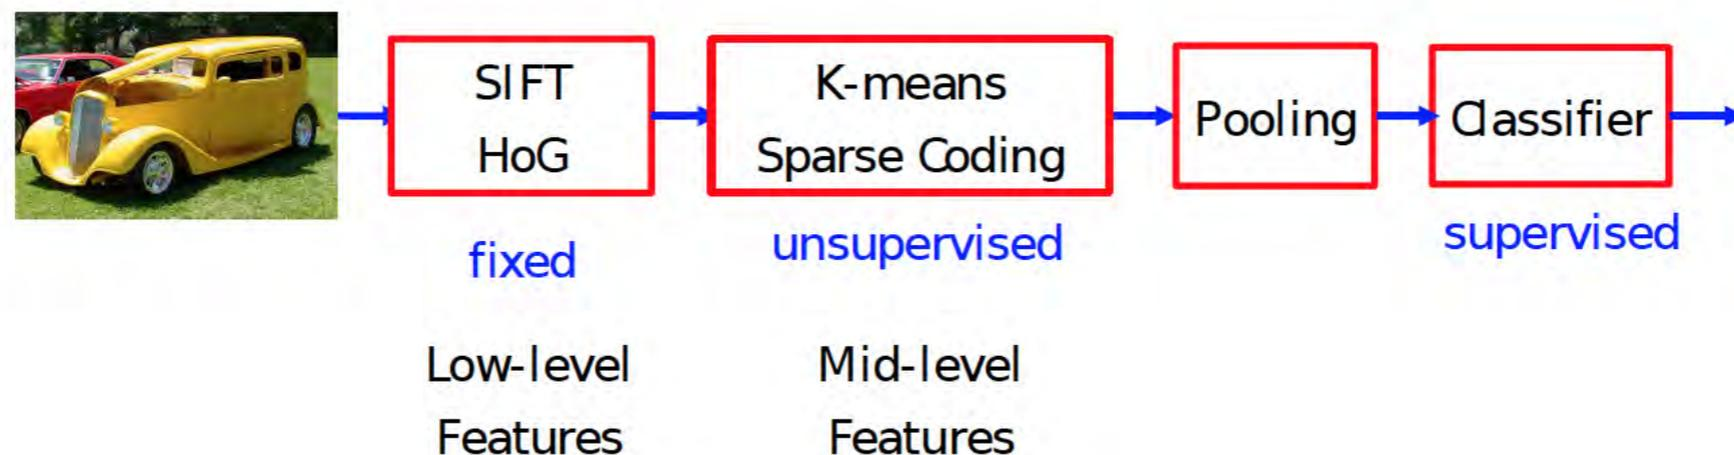 SIFT
HoG
K-means
Sparse Coding
Pooling
Classifier
fixed
unsupervised
supervised
Low-level
Features
Mid-level
Features